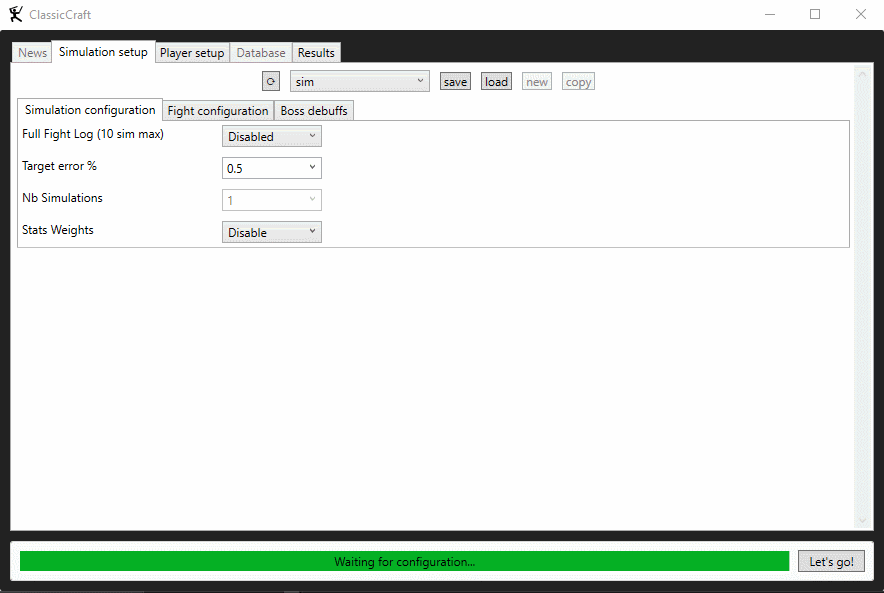 ClassicCraft
News Simulation setup Player setup Database Results
sim save load new copy
Simulation configuration Fight configuration Boss debuffs
Full Fight Log (10 sim max) Disabled
Target error % 0.5
Nb Simulations 1
Stats Weights Disable
Waiting for configuration... Let's go!